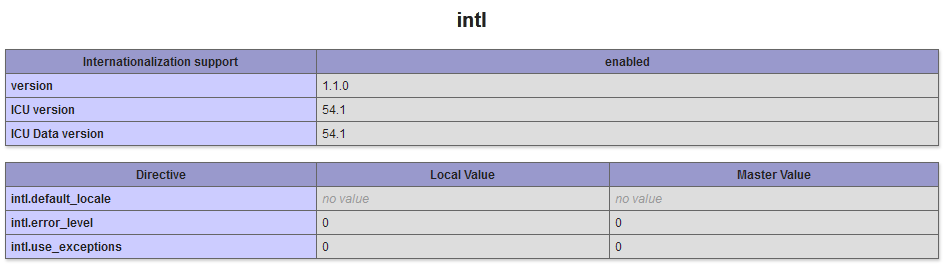 intl
Internationalization support enabled
version 1.1.0
ICU version 54.1
ICU Data version 54.1
Directive Local Value Master Value
intl.default_locale no value no value
intl.error_level 0 0
intl.use_exceptions 0 0